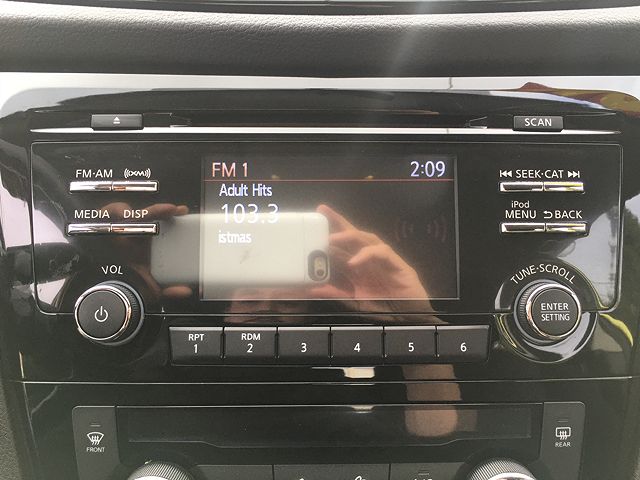 SCAN
FM·AM
((XM))
FM 1
2:09
SEEK·CAT
Adult Hits
103.3
istmas
MEDIA
DISP
iPod
MENU
BACK
VOL
TUNE·SCROLL
ENTER
SETTING
RPT
1
RDM
2
3
4
5
6
FRONT
REAR